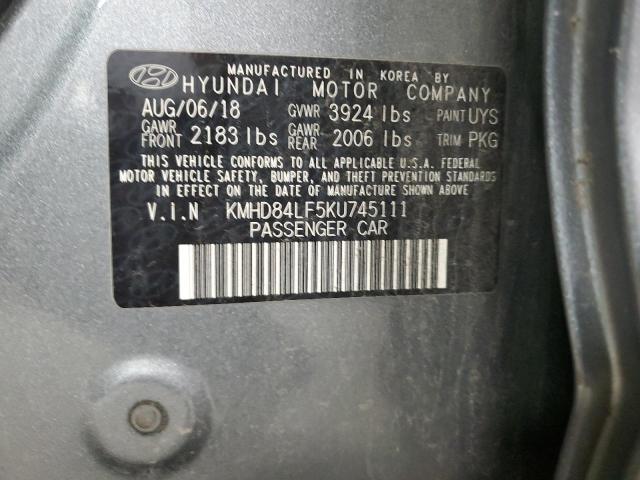 MANUFACTURED IN KOREA BY
HYUNDAI MOTOR COMPANY
AUG/06/18 GVWR 3924 lbs PAINT UYS
GAWR FRONT 2183 lbs GAWR REAR 2006 lbs TRIM PKG
THIS VEHICLE CONFORMS TO ALL APPLICABLE U.S.A. FEDERAL
MOTOR VEHICLE SAFETY, BUMPER, AND THEFT PREVENTION STANDARDS
IN EFFECT ON THE DATE OF MANUFACTURE SHOWN ABOVE
V.I.N KMHD84LF5KU745111
PASSENGER CAR